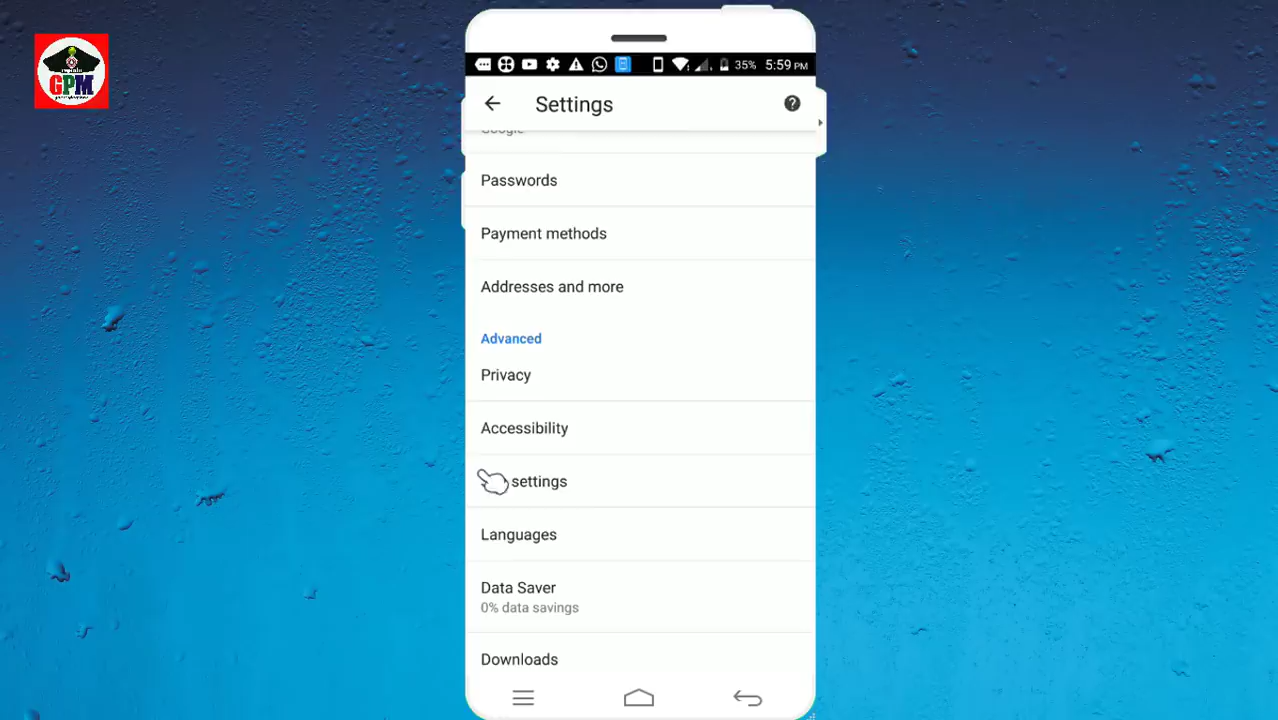 GPM
35% 5:59 PM
Settings
Google
Passwords
Payment methods
Addresses and more
Advanced
Privacy
Accessibility
settings
Languages
Data Saver
0% data savings
Downloads